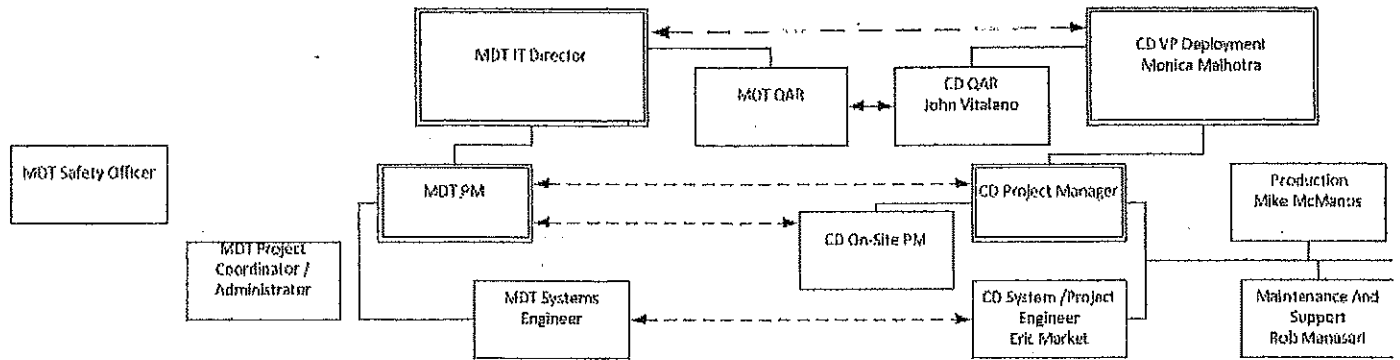 MDT IT Director
CD VP Deployment
Monica Malhotra
MDT QAR
CD QAR
John Vitalano
MDT Safety Officer
MDT PM
CD Project Manager
Production
Mike McManus
CD On-Site PM
MDT Project
Coordinator /
Administrator
MDT Systems
Engineer
CD System /Project
Engineer
Eric Market
Maintenance And
Support
Rob